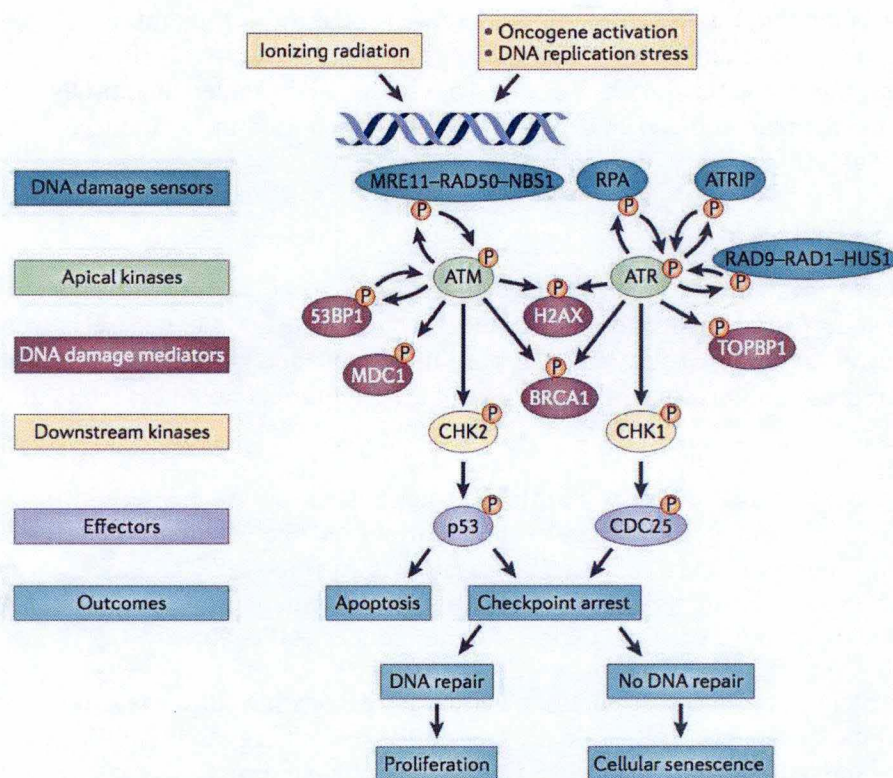 Ionizing radiation
• Oncogene activation
• DNA replication stress
DNA damage sensors
MRE11–RAD50–NBS1
RPA
ATRIP
P
P
P
P
P
RAD9–RAD1–HUS1
Apical kinases
ATM
ATR
P
P
P
P
53BP1
H2AX
P
P
DNA damage mediators
TOPBP1
MDC1
P
BRCA1
P
P
Downstream kinases
CHK2
CHK1
P
P
Effectors
p53
CDC25
Outcomes
Apoptosis
Checkpoint arrest
DNA repair
No DNA repair
Proliferation
Cellular senescence